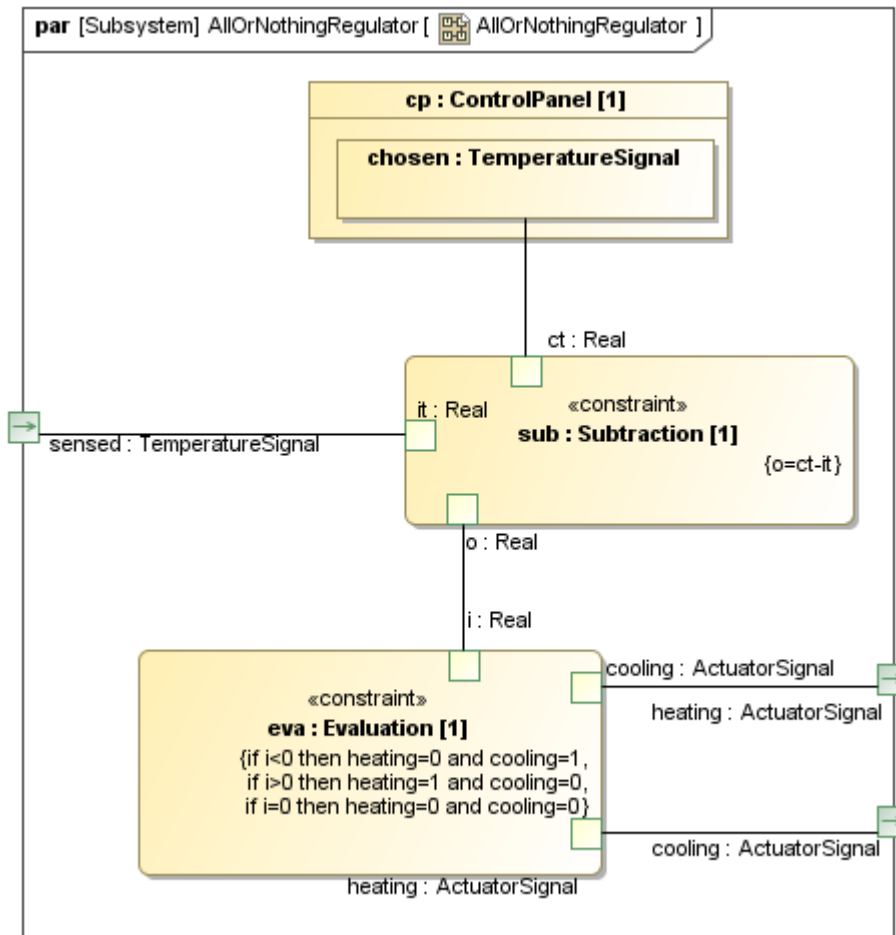 par [Subsystem] AllOrNothingRegulator [ AllOrNothingRegulator ]
cp : ControlPanel [1]
chosen : TemperatureSignal
ct : Real
it : Real
«constraint»
sub : Subtraction [1]
{o=ct-it}
sensed : TemperatureSignal
o : Real
i : Real
cooling : ActuatorSignal
heating : ActuatorSignal
«constraint»
eva : Evaluation [1]
{if i<0 then heating=0 and cooling=1,
if i>0 then heating=1 and cooling=0,
if i=0 then heating=0 and cooling=0}
cooling : ActuatorSignal
heating : ActuatorSignal